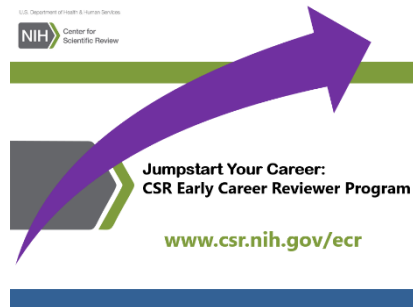 U.S. Department of Health & Human Services
NIH
Center for
Scientific Review
Jumpstart Your Career:
CSR Early Career Reviewer Program
www.csr.nih.gov/ecr